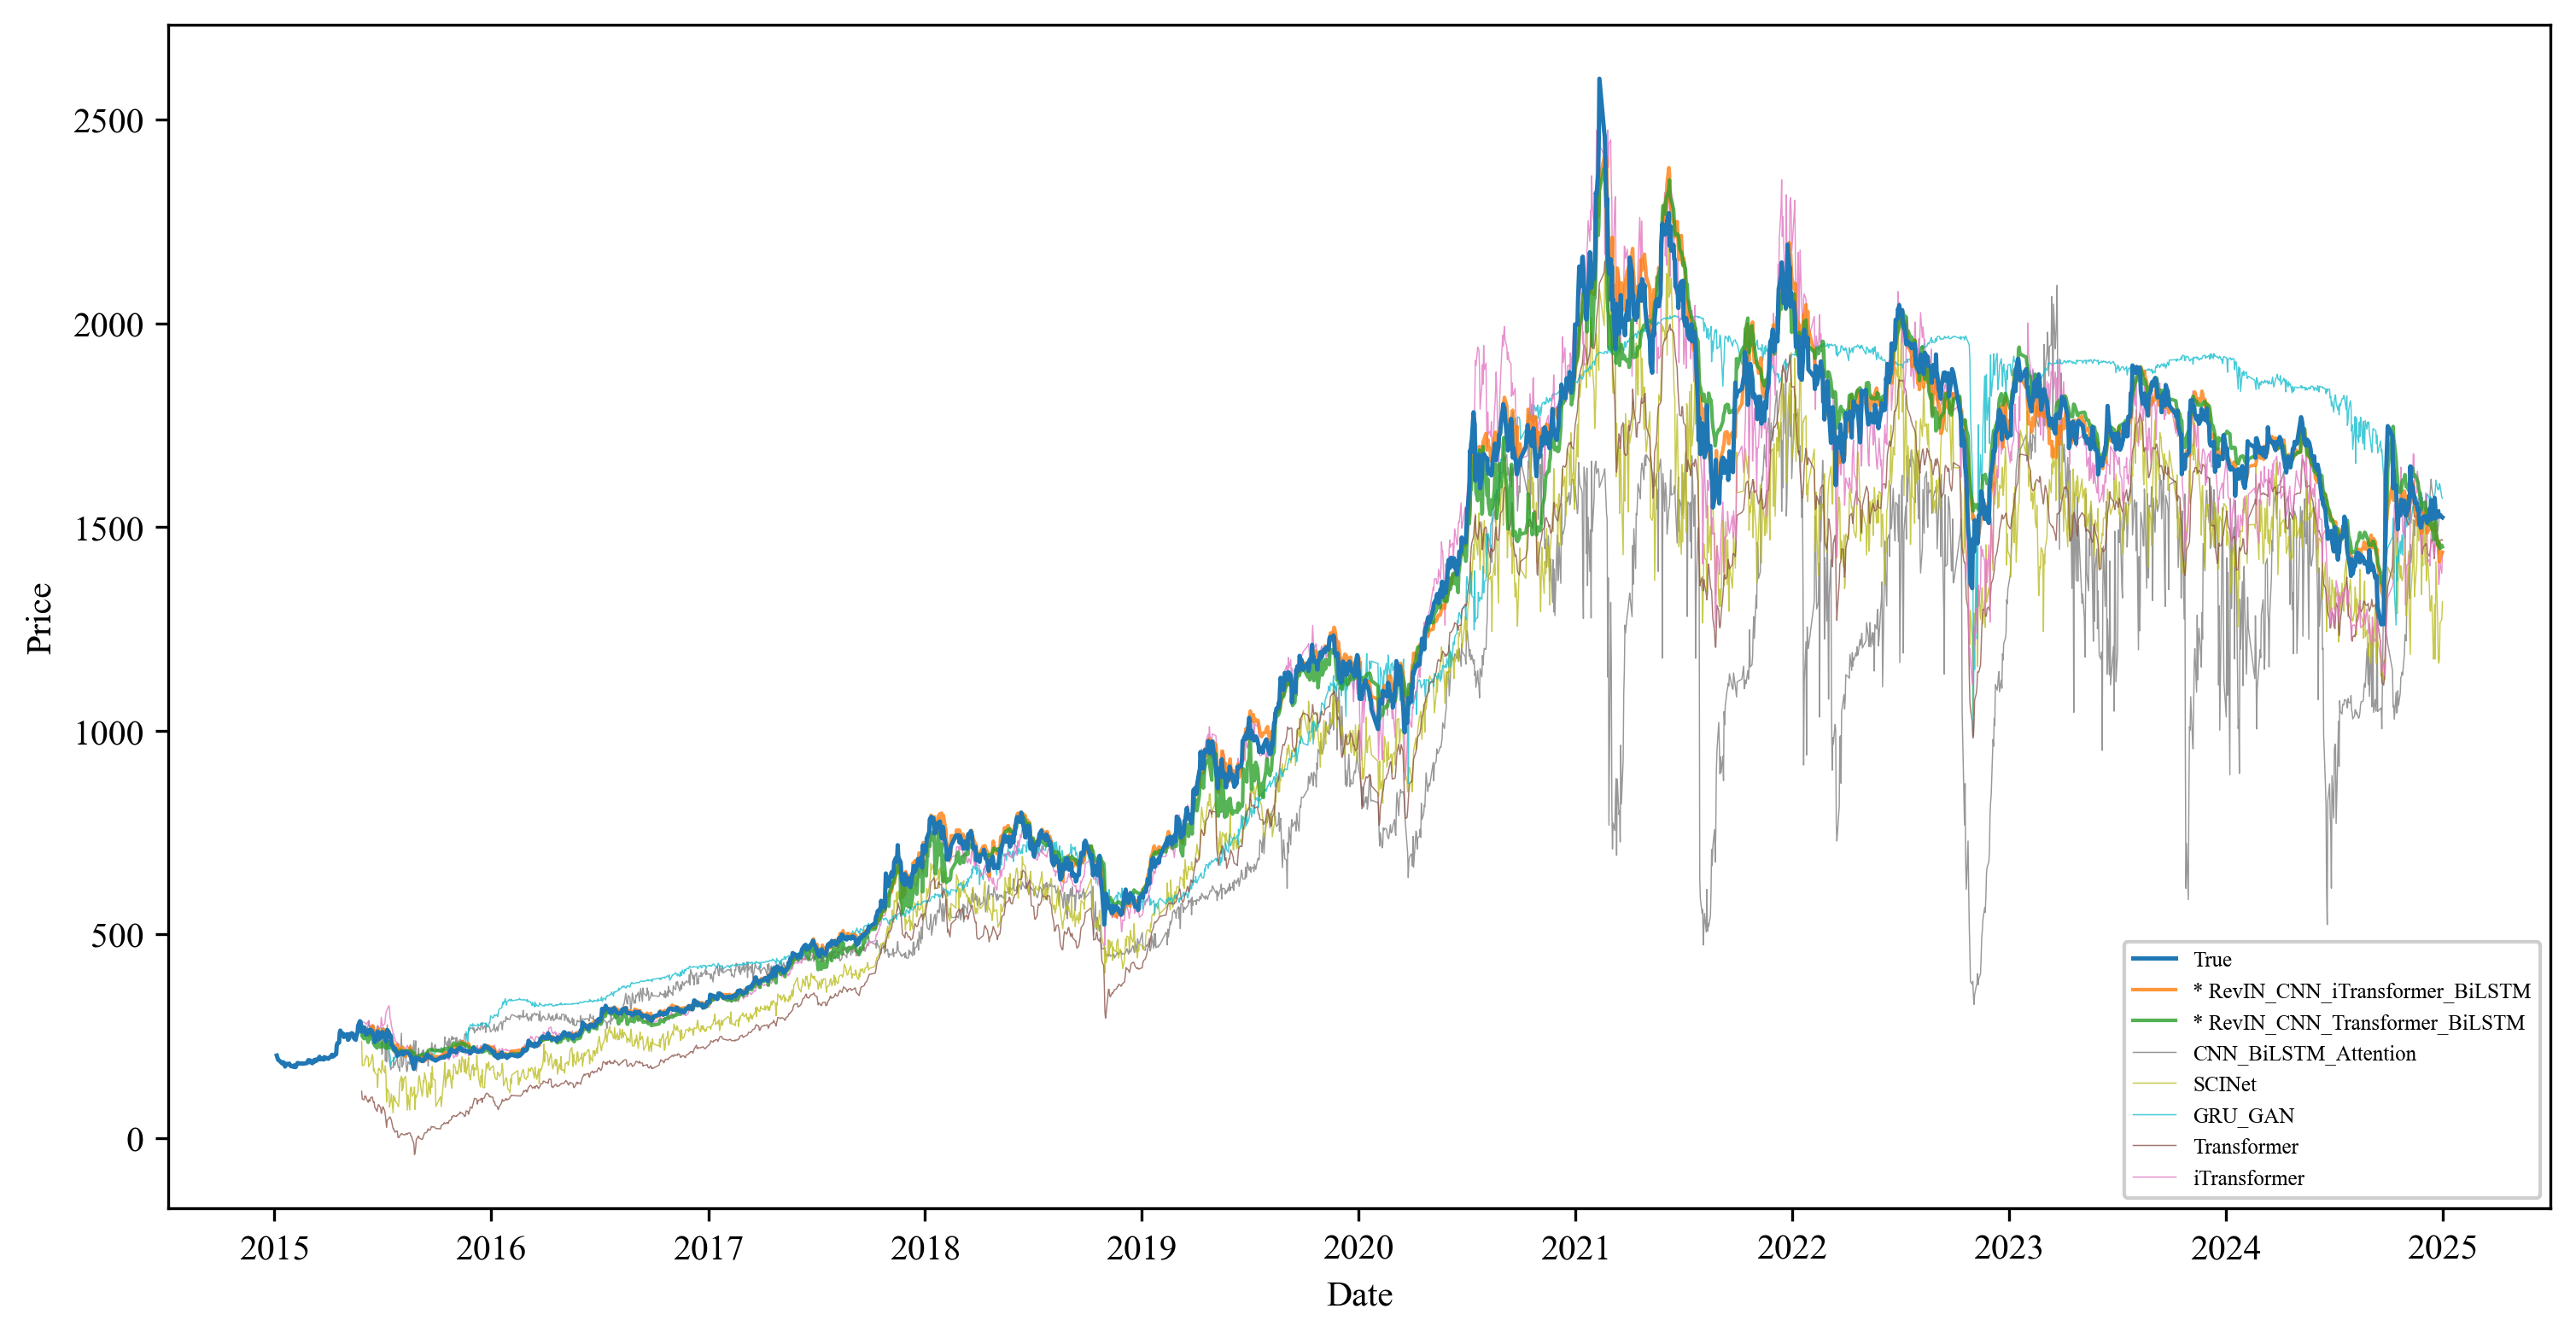 2500
2000
1500
1000
500
0
Price
2015 2016 2017 2018 2019 2020 2021 2022 2023 2024 2025
Date
True
* RevIN_CNN_iTransformer_BiLSTM
* RevIN_CNN_Transformer_BiLSTM
CNN_BiLSTM_Attention
SCINet
GRU_GAN
Transformer
iTransformer